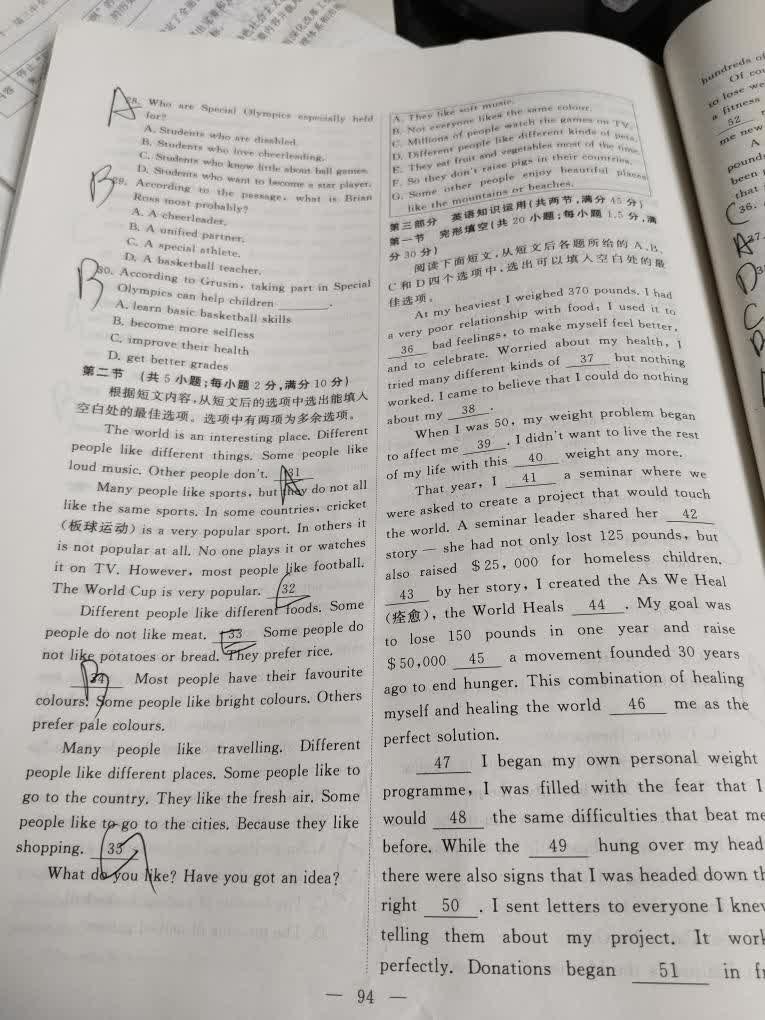 28. Who are Special Olympics especially held
for?
A. Students who are disabled.
B. Students who love cheerleading.
C. Students who know little about ball games.
D. Students who want to become a star player.
29. According to the passage, what is Brian
Ross most probably?
A. A cheerleader.
B. A unified partner.
C. A special athlete.
D. A basketball teacher.
30. According to Grusin, taking part in Special
Olympics can help children ______.
A. learn basic basketball skills
B. become more selfless
C. improve their health
D. get better grades
A
B
B
第二节 (共5小题;每小题2分,满分10分)
根据短文内容,从短文后的选项中选出能填入
空白处的最佳选项。选项中有两项为多余选项。
The world is an interesting place. Different
people like different things. Some people like
loud music. Other people don't. 31
Many people like sports, but they do not all
like the same sports. In some countries, cricket
(板球运动) is a very popular sport. In others it
is not popular at all. No one plays it or watches
it on TV. However, most people like football.
The World Cup is very popular. 32
Different people like different foods. Some
people do not like meat. 33 Some people do
not like potatoes or bread. They prefer rice.
34 Most people have their favourite
colours. Some people like bright colours. Others
prefer pale colours.
Many people like travelling. Different
people like different places. Some people like to
go to the country. They like the fresh air. Some
people like to go to the cities. Because they like
shopping. 35
What do you like? Have you got an idea?
A
C
E
B
G
A. They like soft music.
B. Not everyone likes the same colour.
C. Millions of people watch the games on TV.
D. Different people like different kinds of pets.
E. They eat fruit and vegetables most of the time.
F. So they don't raise pigs in their countries.
G. Some other people enjoy beautiful places
like the mountains or beaches.
第三部分 英语知识运用(共两节,满分45分)
第一节 完形填空(共20小题;每小题1.5分,满
分30分)
阅读下面短文,从短文后各题所给的A、B、
C和D四个选项中,选出可以填入空白处的最
佳选项。
At my heaviest I weighed 370 pounds. I had
a very poor relationship with food: I used it to
36 bad feelings, to make myself feel better,
and to celebrate. Worried about my health, I
tried many different kinds of 37 but nothing
worked. I came to believe that I could do nothing
about my 38 .
When I was 50, my weight problem began
to affect me 39 . I didn't want to live the rest
of my life with this 40 weight any more.
That year, I 41 a seminar where we
were asked to create a project that would touch
the world. A seminar leader shared her 42
story — she had not only lost 125 pounds, but
also raised $25,000 for homeless children.
43 by her story, I created the As We Heal
(痊愈), the World Heals 44 . My goal was
to lose 150 pounds in one year and raise
$50,000 45 a movement founded 30 years
ago to end hunger. This combination of healing
myself and healing the world 46 me as the
perfect solution.
47 I began my own personal weight
programme, I was filled with the fear that I
would 48 the same difficulties that beat me
before. While the 49 hung over my head
there were also signs that I was headed down th
right 50 . I sent letters to everyone I knew
telling them about my project. It work
perfectly. Donations began 51 in fr
— 94 —
hundreds of
Of cou
to lose we
a fitness
52
me new
A
pound
been
that
36.
37.
C
A
D
C